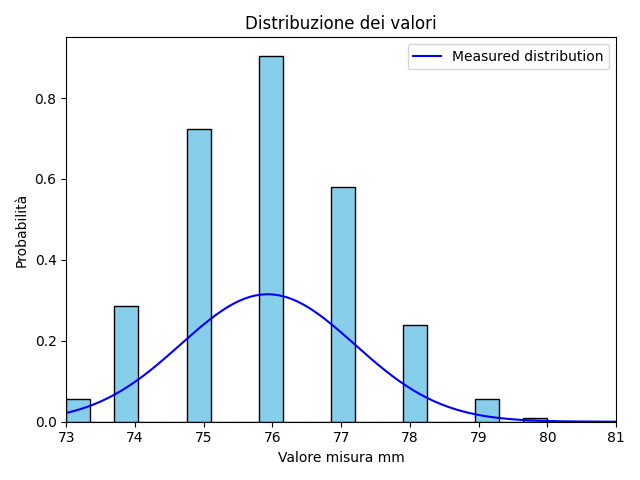 Distribuzione dei valori
Measured distribution
Probabilità
0.8
0.6
0.4
0.2
0.0
73 74 75 76 77 78 79 80 81
Valore misura mm